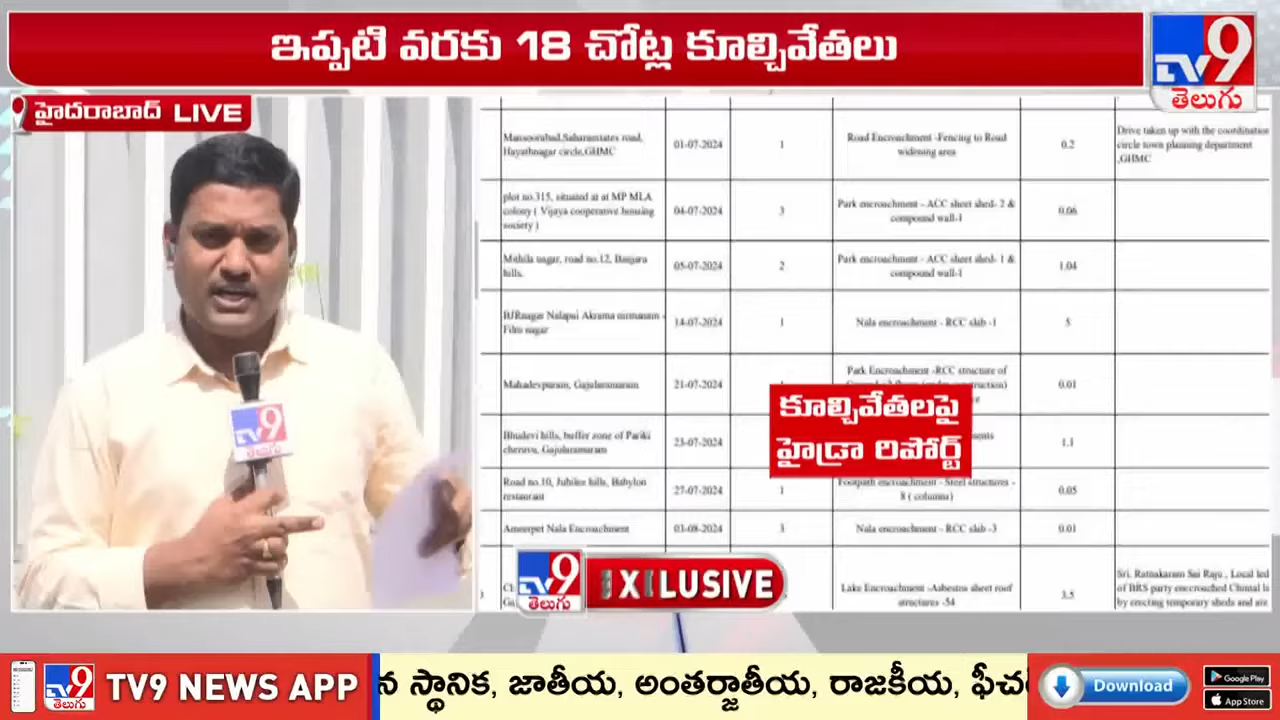 ఇప్పటి వరకు 18 చోట్ల కూల్చివేతలు
TV9
తెలుగు
హైదరాబాద్ LIVE
Mansoorabad,Saharaestates road,
Hayathnagar circle,GHMC
01-07-2024
1
Road Encroachment -Fencing to Road
widening area
0.2
Drive taken up with the coordination
circle town planning department
,GHMC
plot no.315, situated at at MP MLA
colony ( Vijaya cooperative housing
society )
04-07-2024
3
Park encroachment - ACC sheet shed- 2 &
compound wall-1
0.06
Mithila nagar, road no.12, Banjara
hills.
05-07-2024
2
Park encroachment - ACC sheet shed- 1 &
compound wall-1
1.04
BJRnagar Nalapai Akrama nirmanam -
Film nagar
14-07-2024
1
Nala encroachment - RCC slab -1
5
Mahadevpuram, Gajularamaram
21-07-2024
Park Encroachment -RCC structure of
0.01
Bhudevi hills, buffer zone of Pariki
cheruvu, Gajularamaram
23-07-2024
1.1
Road no.10, Jubilee hills, Babylon
restaurant
27-07-2024
1
Footpath encroachment - Steel structures -
8 ( columns)
0.05
Ameerpet Nala Encroachment
03-08-2024
3
Nala encroachment - RCC slab -3
0.01
Lake Encroachment -Asbestos sheet roof
structures -54
3.5
Sri. Ratnakaram Sai Raju , Local led
of BRS party encrouched Chintal la
by erecting temporary sheds and are
కూల్చివేతలపై
హైడ్రా రిపోర్ట్
TV9
తెలుగు
TV9
తెలుగు
XLUSIVE
TV9
తెలుగు
TV9 NEWS APP
న స్థానిక, జాతీయ, అంతర్జాతీయ, రాజకీయ, ఫీచ
Download
Google Play
App Store